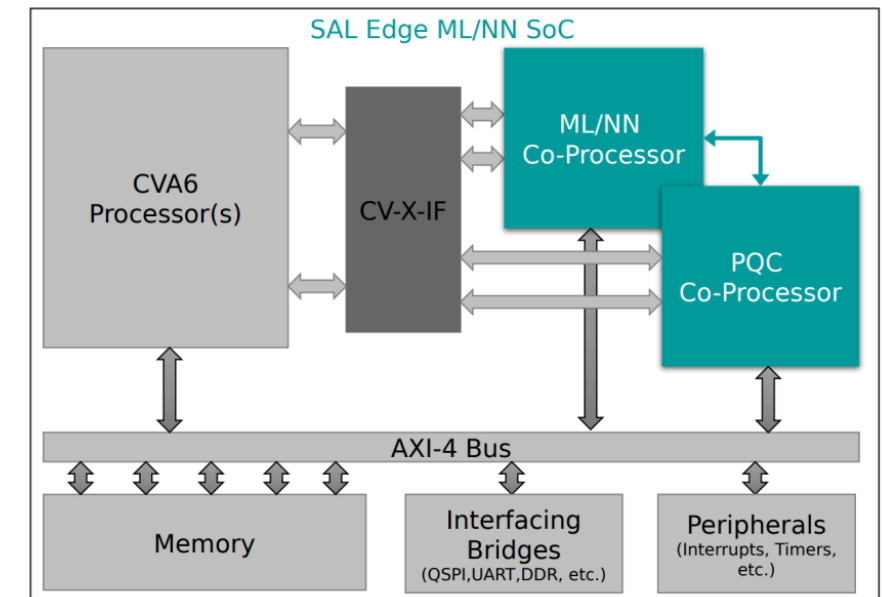 SAL Edge ML/NN SoC
CVA6
Processor(s)
CV-X-IF
ML/NN
Co-Processor
PQC
Co-Processor
AXI-4 Bus
Memory
Interfacing
Bridges
(QSPI,UART,DDR, etc.)
Peripherals
(Interrupts, Timers,
etc.)